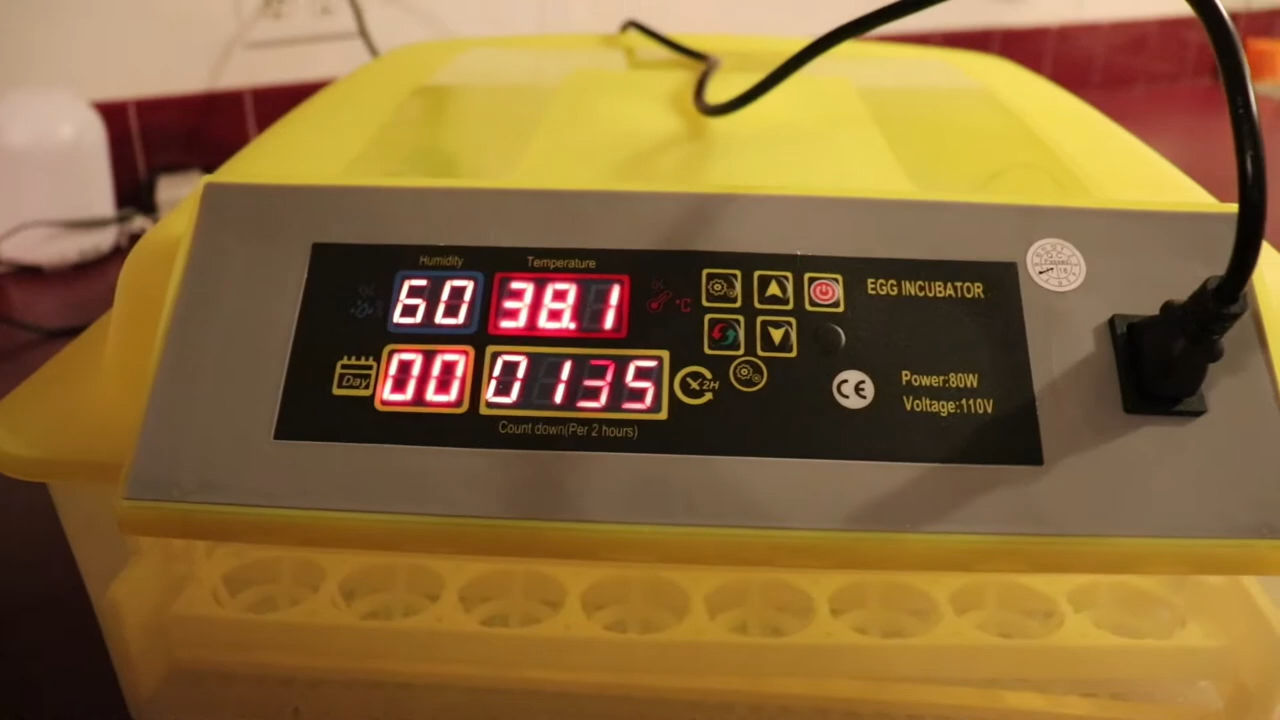 Humidity Temperature
60 38.1 °C
EGG INCUBATOR
Day 00 0135 2H
Count down(Per 2 hours)
CE
Power:80W
Voltage:110V